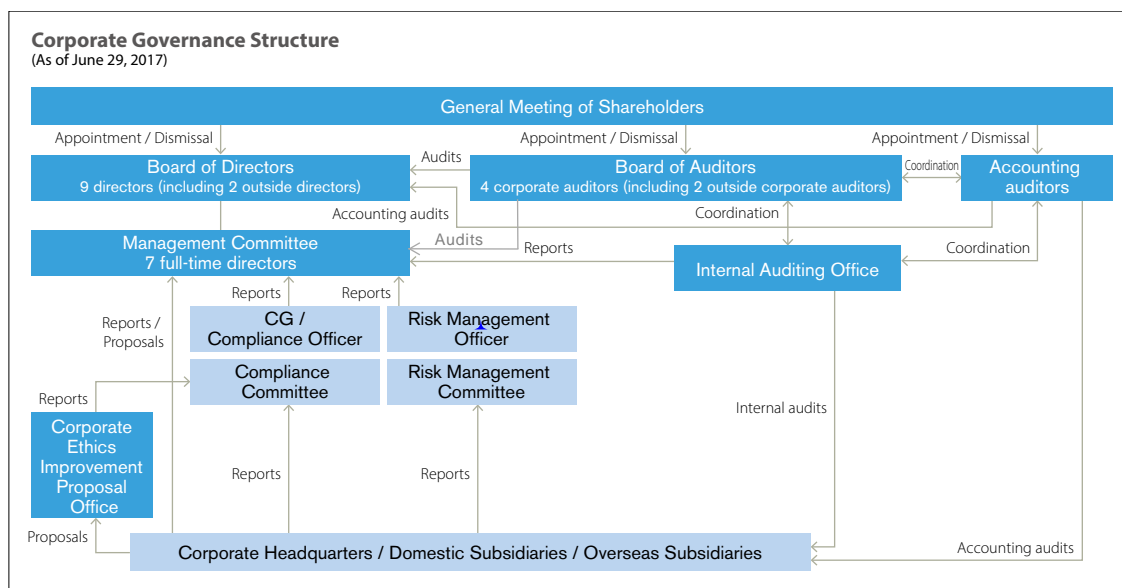 Corporate Governance Structure
(As of June 29, 2017)
General Meeting of Shareholders
Appointment / Dismissal
Appointment / Dismissal
Appointment / Dismissal
Board of Directors
9 directors (including 2 outside directors)
Audits
Board of Auditors
4 corporate auditors (including 2 outside corporate auditors)
Coordination
Accounting
auditors
Accounting audits
Coordination
Management Committee
7 full-time directors
Audits
Reports
Internal Auditing Office
Coordination
Reports
Reports
Reports /
Proposals
CG /
Compliance Officer
Risk Management
Officer
Compliance
Committee
Risk Management
Committee
Reports
Internal audits
Corporate
Ethics
Improvement
Proposal
Office
Reports
Reports
Proposals
Corporate Headquarters / Domestic Subsidiaries / Overseas Subsidiaries
Accounting audits